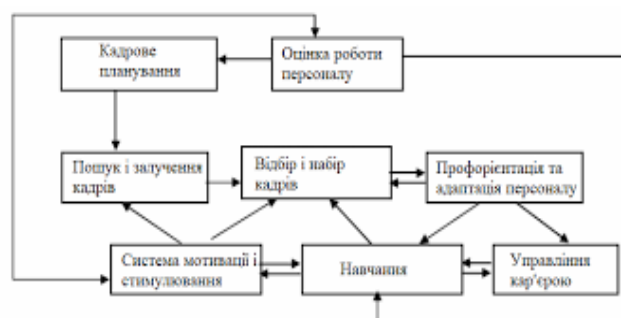 Кадрове
планування
Оцінка роботи
персоналу
Пошук і залучення
кадрів
Відбір і набір
кадрів
Профорієнтація та
адаптація персоналу
Система мотивації і
стимулювання
Навчання
Управління
кар'єрою